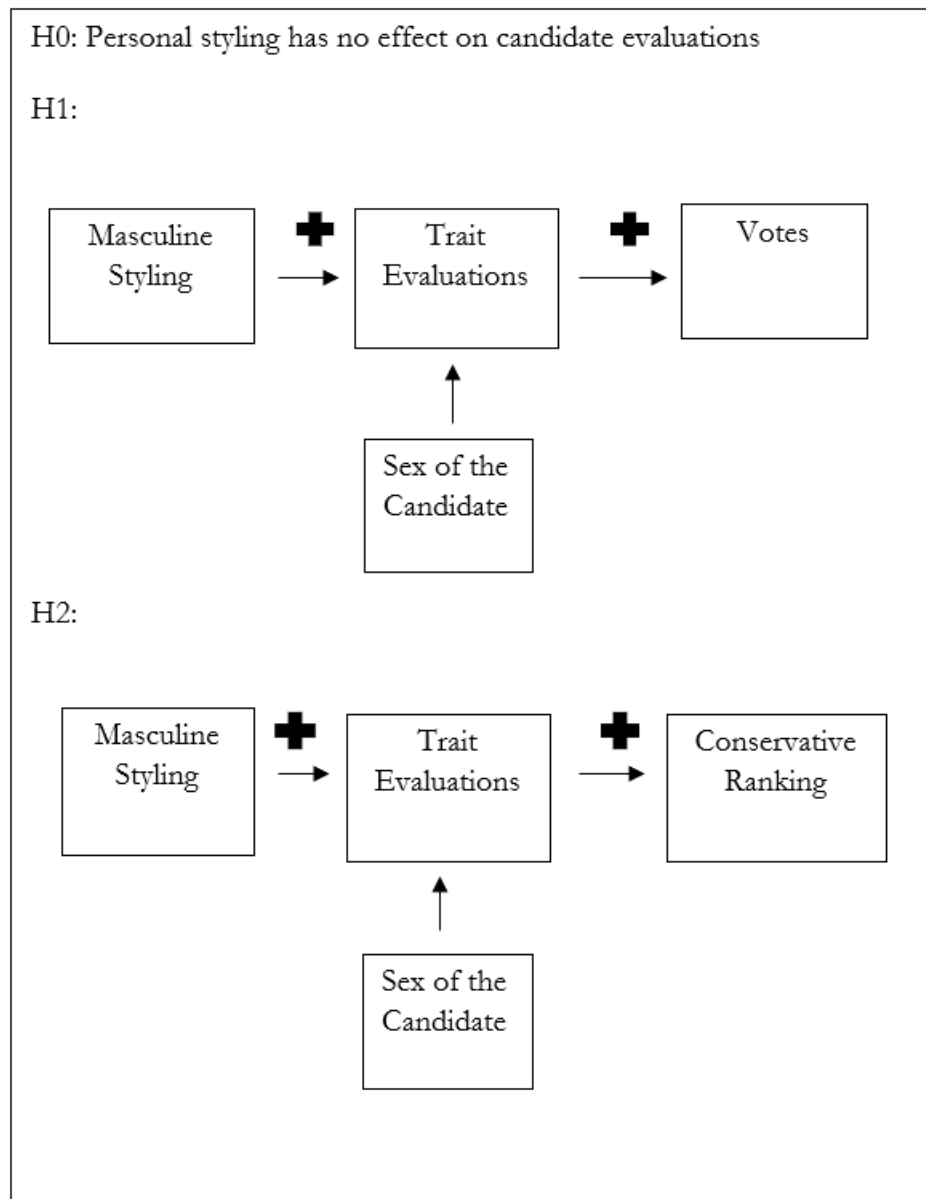 H0: Personal styling has no effect on candidate evaluations
H1:
Masculine
Styling
Trait
Evaluations
Votes
Sex of the
Candidate
H2:
Masculine
Styling
Trait
Evaluations
Conservative
Ranking
Sex of the
Candidate